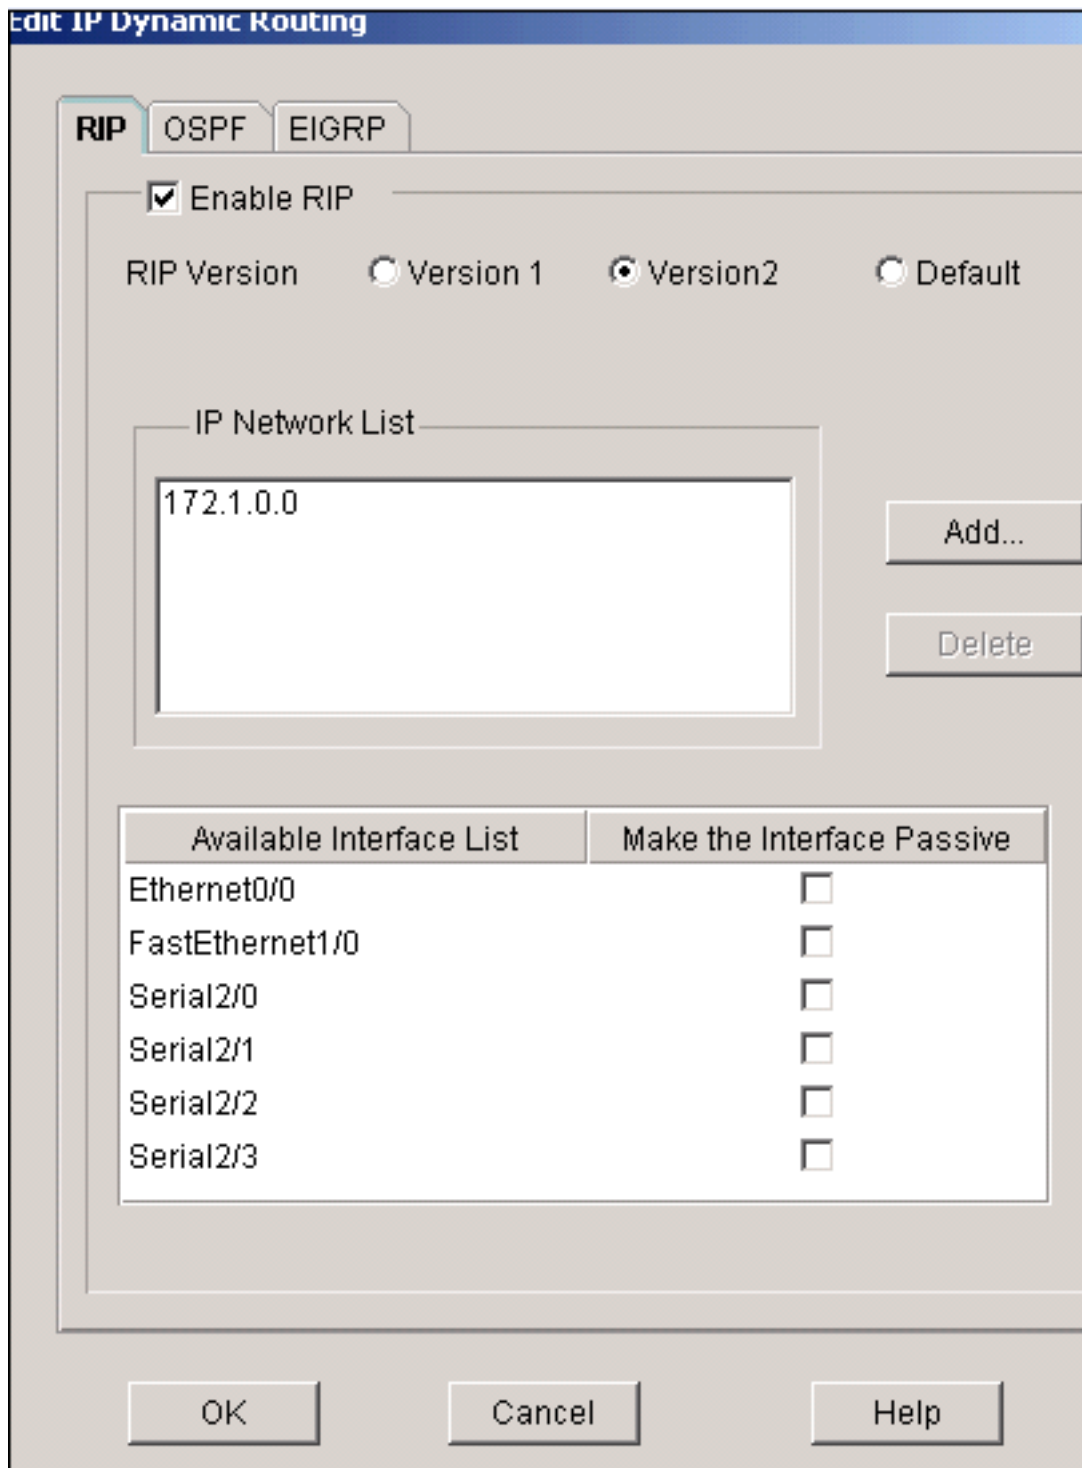 Edit IP Dynamic Routing
RIP OSPF EIGRP
Enable RIP
RIP Version Version 1 Version2 Default
IP Network List
172.1.0.0
Add...
Delete
Available Interface List Make the Interface Passive
Ethernet0/0
FastEthernet1/0
Serial2/0
Serial2/1
Serial2/2
Serial2/3
OK Cancel Help